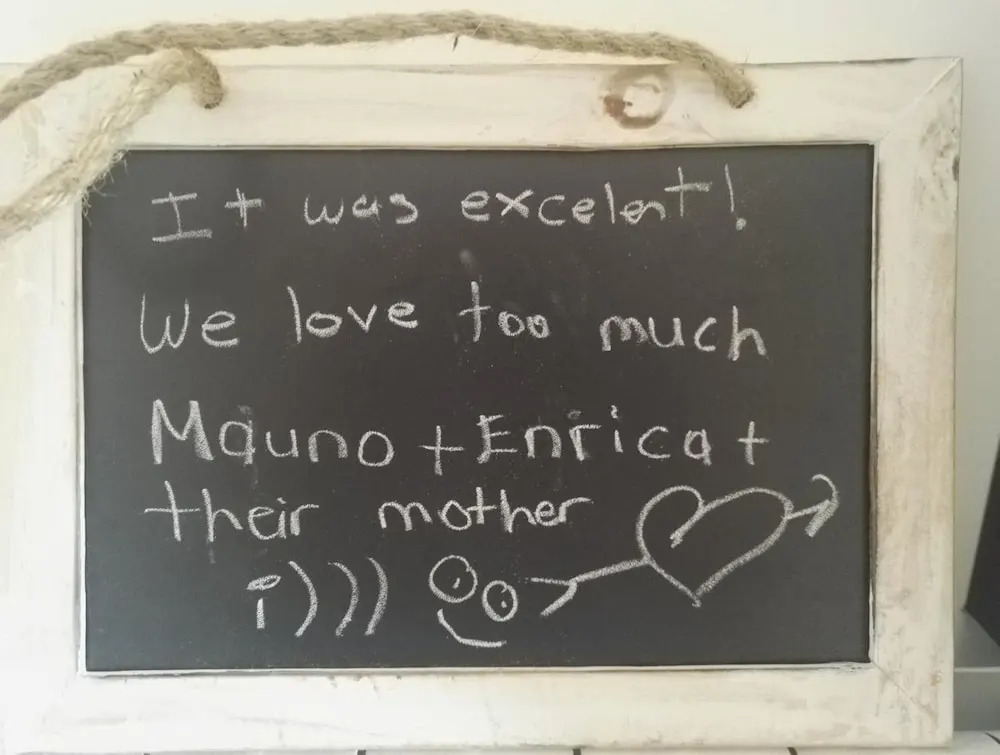 It was excelent!
We love too much
Mauno + Enrica +
their mother
;)))